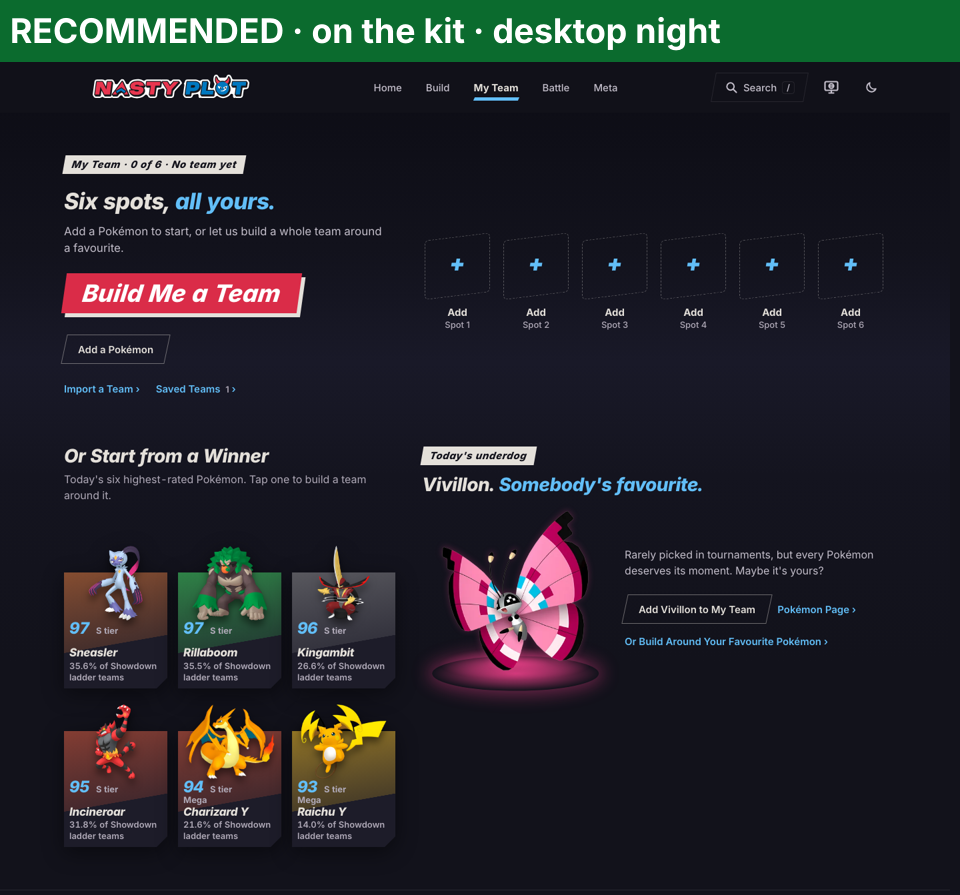 RECOMMENDED · on the kit · desktop night
NASTY PLOT
Home
Build
My Team
Battle
Meta
Search /
My Team · 0 of 6 · No team yet
Six spots, all yours.
Add a Pokémon to start, or let us build a whole team around
a favourite.
Build Me a Team
Add a Pokémon
Import a Team ›
Saved Teams 1 ›
+ + + + + +
Add Add Add Add Add Add
Spot 1 Spot 2 Spot 3 Spot 4 Spot 5 Spot 6
Or Start from a Winner
Today's six highest-rated Pokémon. Tap one to build a team
around it.
97 S tier
Sneasler
35.6% of Showdown
ladder teams
97 S tier
Rillaboom
35.5% of Showdown
ladder teams
96 S tier
Kingambit
26.6% of Showdown
ladder teams
95 S tier
Incineroar
31.8% of Showdown
ladder teams
94 S tier
Mega
Charizard Y
21.6% of Showdown
ladder teams
93 S tier
Mega
Raichu Y
14.0% of Showdown
ladder teams
Today's underdog
Vivillon. Somebody's favourite.
Rarely picked in tournaments, but every Pokémon
deserves its moment. Maybe it's yours?
Add Vivillon to My Team
Pokémon Page ›
Or Build Around Your Favourite Pokémon ›